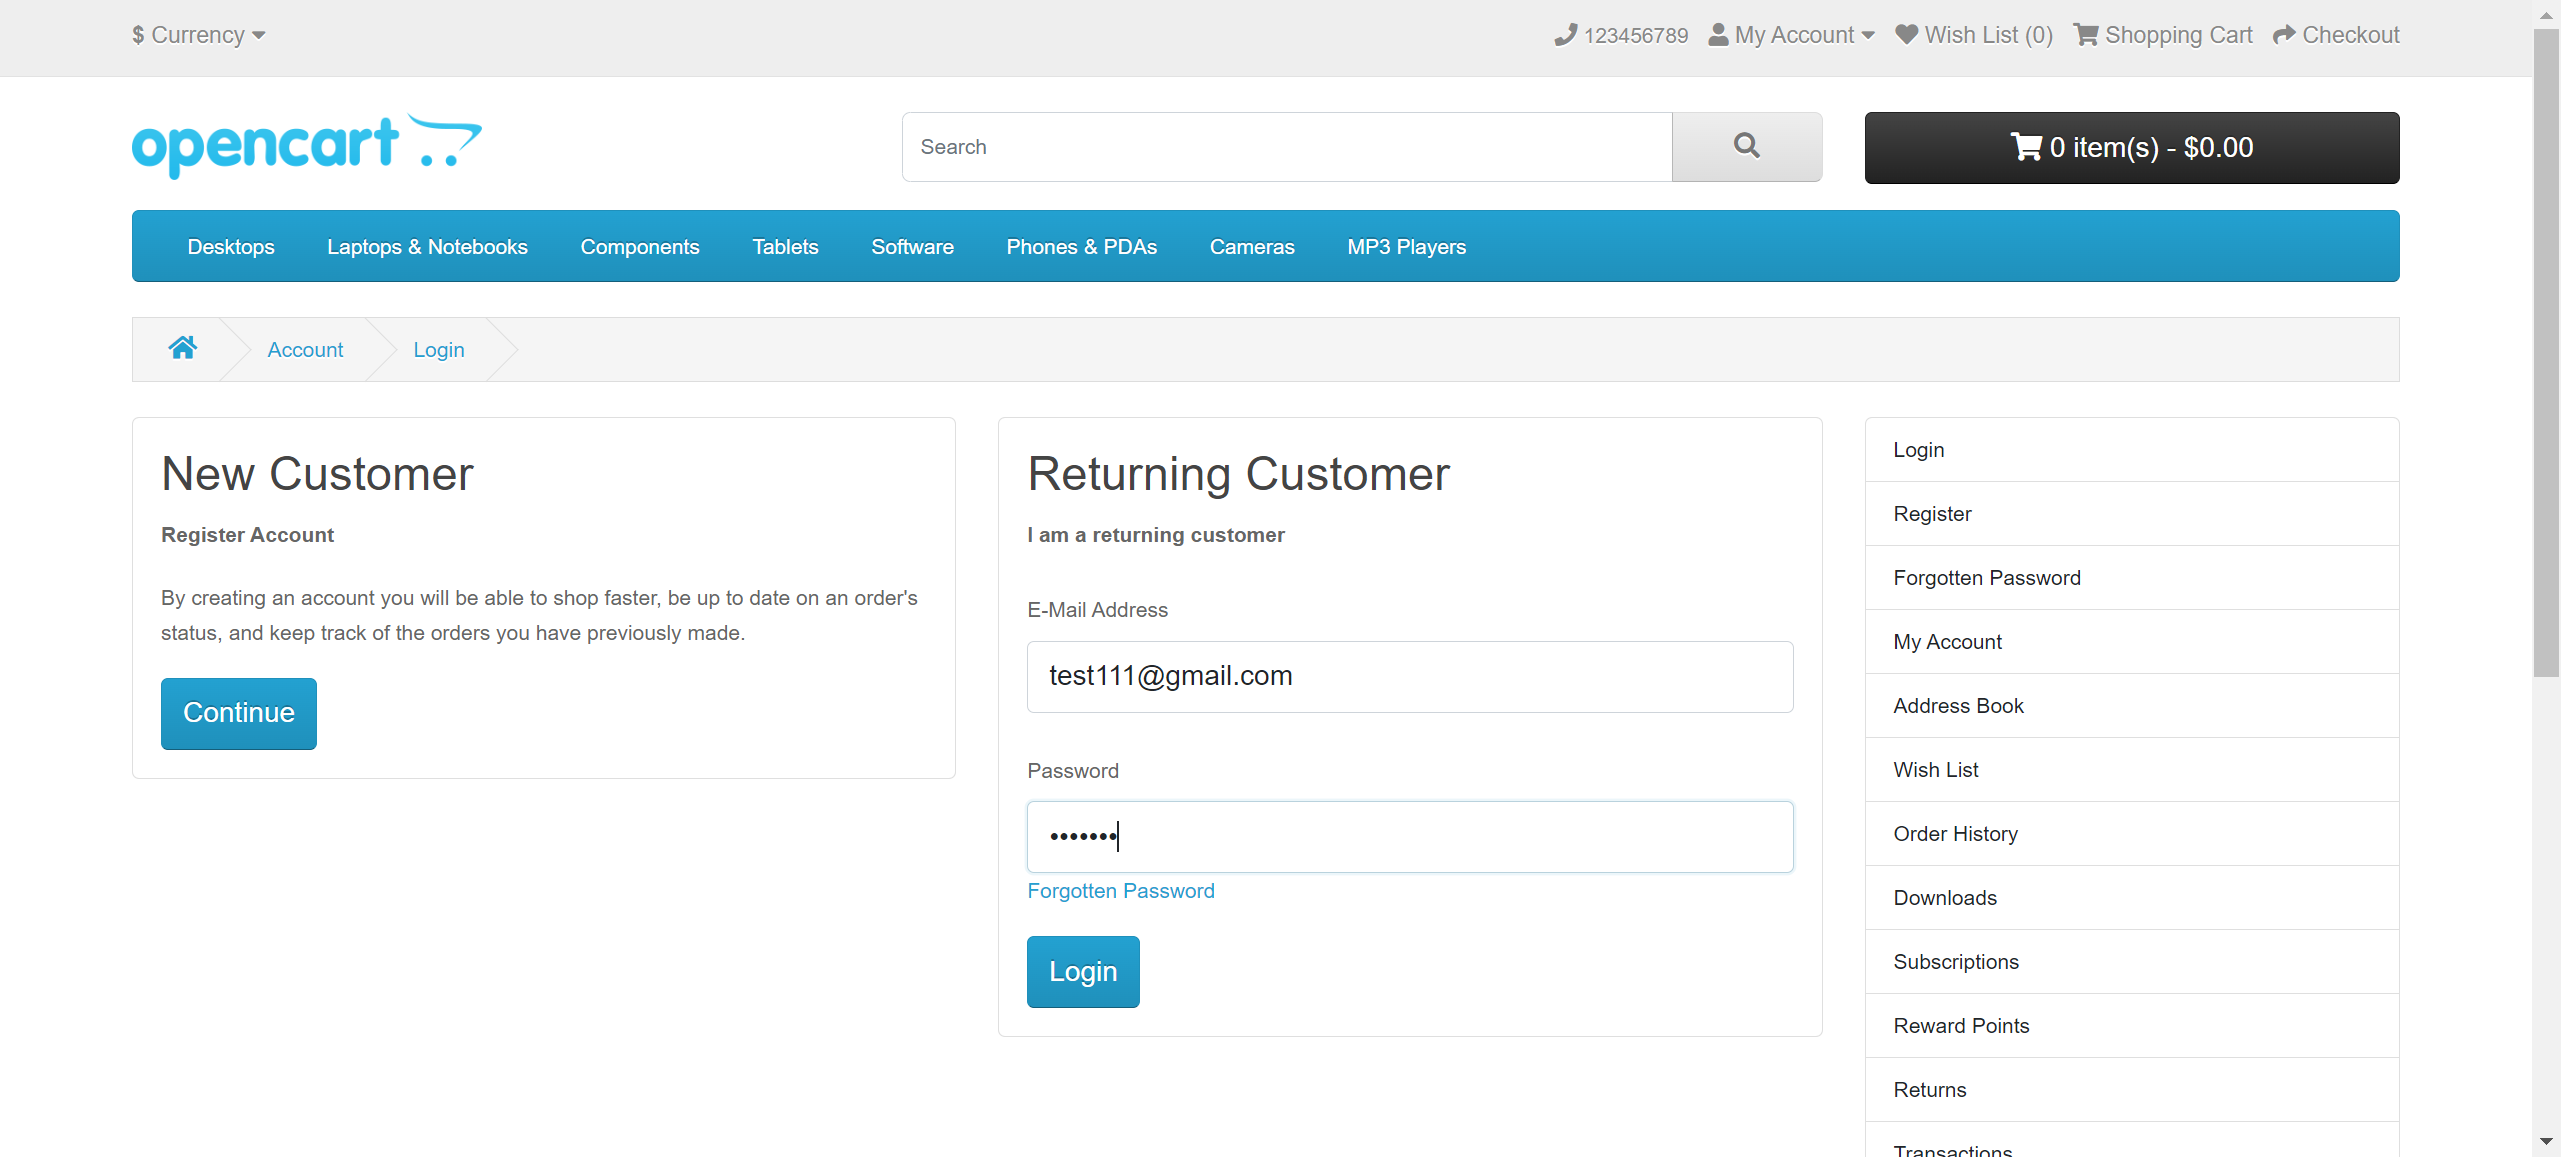 $ Currency
123456789 My Account Wish List (0) Shopping Cart Checkout
opencart
Search
0 item(s) - $0.00
Desktops Laptops & Notebooks Components Tablets Software Phones & PDAs Cameras MP3 Players
Account Login
New Customer
Register Account
By creating an account you will be able to shop faster, be up to date on an order's
status, and keep track of the orders you have previously made.
Continue
Returning Customer
I am a returning customer
E-Mail Address
test111@gmail.com
Password
•••••••
Forgotten Password
Login
Login
Register
Forgotten Password
My Account
Address Book
Wish List
Order History
Downloads
Subscriptions
Reward Points
Returns
Transactions